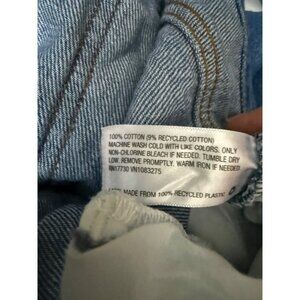 100% COTTON (9% RECYCLED COTTON)
MACHINE WASH COLD WITH LIKE COLORS. ONLY
NON-CHLORINE BLEACH IF NEEDED. TUMBLE DRY
LOW. REMOVE PROMPTLY. WARM IRON IF NEEDED.
RN17730 VN1083275
MADE FROM 100% RECYCLED PLASTIC